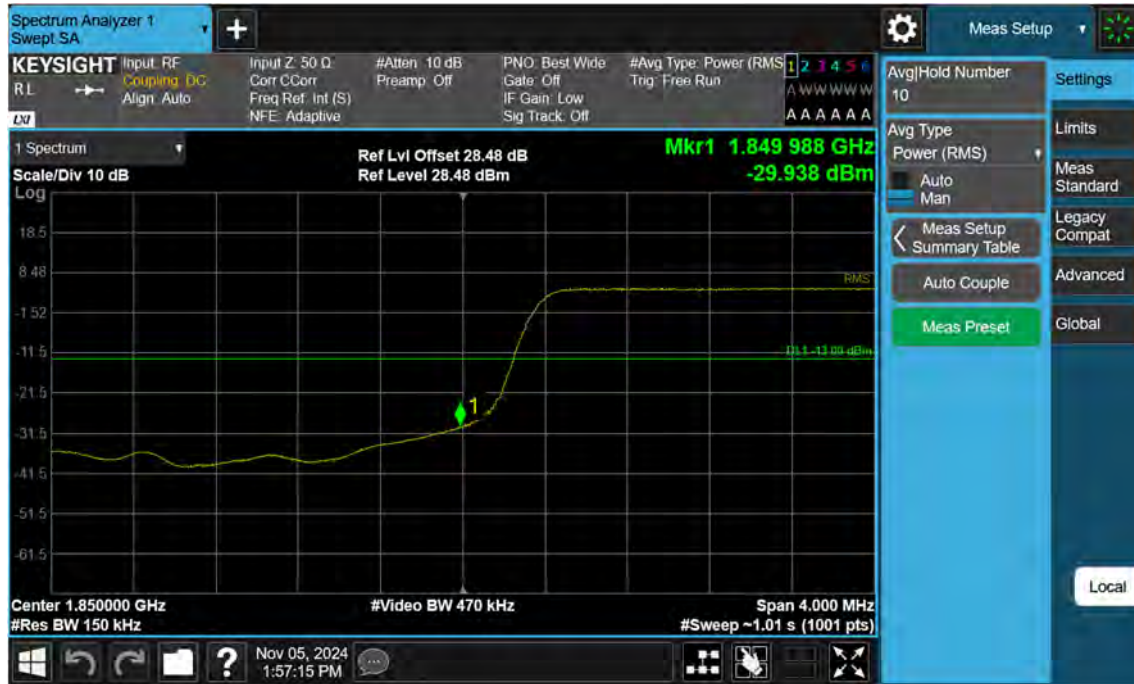 Spectrum Analyzer 1
Swept SA
+
Meas Setup
KEYSIGHT
RL
LXI
Input: RF
Coupling: DC
Align: Auto
Input Z: 50 Ω
Corr CCorr
Freq Ref: Int (S)
NFE: Adaptive
#Atten: 10 dB
Preamp: Off
PNO: Best Wide
Gate: Off
IF Gain: Low
Sig Track: Off
#Avg Type: Power (RMS
Trig: Free Run
1 2 3 4 5 6
A W W W W W
A A A A A A
1 Spectrum
Scale/Div 10 dB
Log
Ref Lvl Offset 28.48 dB
Ref Level 28.48 dBm
Mkr1 1.849 988 GHz
-29.938 dBm
18.5
8.48
-1.52
-11.5
-21.5
-31.5
-41.5
-51.5
-61.5
RMS
DL1 -13.00 dBm
1
Center 1.850000 GHz
#Res BW 150 kHz
#Video BW 470 kHz
Span 4.000 MHz
#Sweep ~1.01 s (1001 pts)
?
Nov 05, 2024
1:57:15 PM
Avg|Hold Number
10
Avg Type
Power (RMS)
Auto
Man
Meas Setup
Summary Table
Auto Couple
Meas Preset
Settings
Limits
Meas
Standard
Legacy
Compat
Advanced
Global
Local